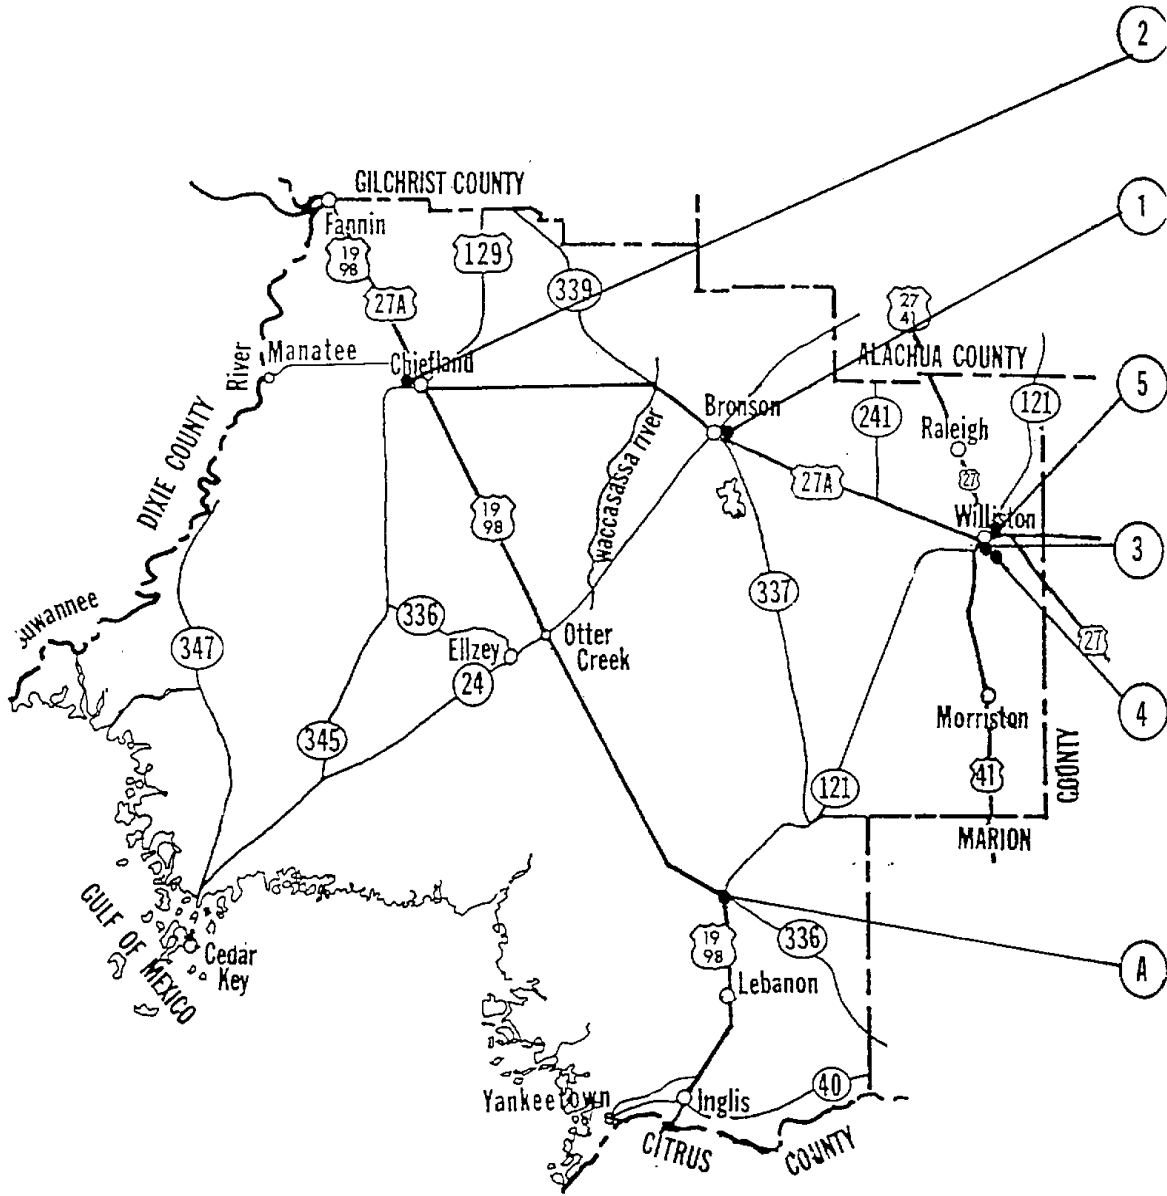 2
1
GILCHRIST COUNTY
Fannin
19
98
129
27A
339
27
41
River
Manatee
Chiefland
ALACHUA COUNTY
5
DIXIE COUNTY
Bronson
241
121
Raleigh
waccasassa river
27A
27
19
98
Williston
3
suwannee
336
337
347
Ellzey
Otter
Creek
27
24
4
Morriston
345
121
41
COUNTY
MARION
GULF OF MEXICO
Cedar
Key
19
98
336
A
Lebanon
Yankeetown
Inglis
40
CITRUS
COUNTY